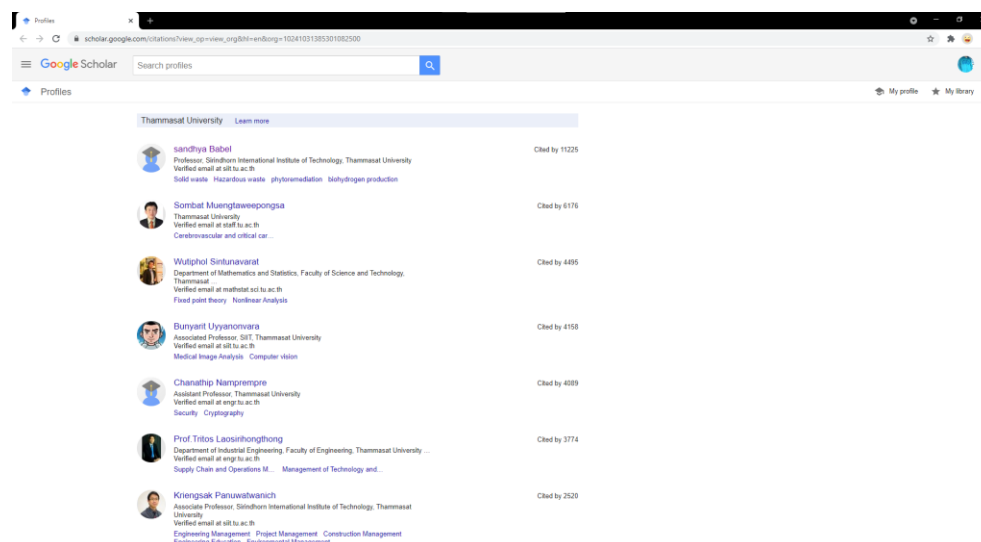 Profiles
scholar.google.com/citations?view_op=view_org&hl=en&org=10241031385301082500
Google Scholar
Search profiles
Profiles
My profile
My library
Thammasat University Learn more
sandhya Babel
Cited by 11225
Professor, Sirindhorn International Institute of Technology, Thammasat University
Verified email at siit.tu.ac.th
Solid waste Hazardous waste phytoremediation biohydrogen production
Sombat Muengtaweepongsa
Cited by 6176
Thammasat University
Verified email at staff.tu.ac.th
Cerebrovascular and critical car...
Wutiphol Sintunavarat
Cited by 4495
Department of Mathematics and Statistics, Faculty of Science and Technology,
Thammasat ...
Verified email at mathstat.sci.tu.ac.th
Fixed point theory Nonlinear Analysis
Bunyarit Uyyanonvara
Cited by 4158
Associated Professor, SIIT, Thammasat University
Verified email at siit.tu.ac.th
Medical Image Analysis Computer vision
Chanathip Namprempre
Cited by 4089
Assistant Professor, Thammasat University
Verified email at engr.tu.ac.th
Security Cryptography
Prof.Tritos Laosirihongthong
Cited by 3774
Department of Industrial Engineering, Faculty of Engineering, Thammasat University ...
Verified email at engr.tu.ac.th
Supply Chain and Operations M... Management of Technology and...
Kriengsak Panuwatwanich
Cited by 2520
Associate Professor, Sirindhorn International Institute of Technology, Thammasat
University
Verified email at siit.tu.ac.th
Engineering Management Project Management Construction Management
Engineering Education Environmental Management